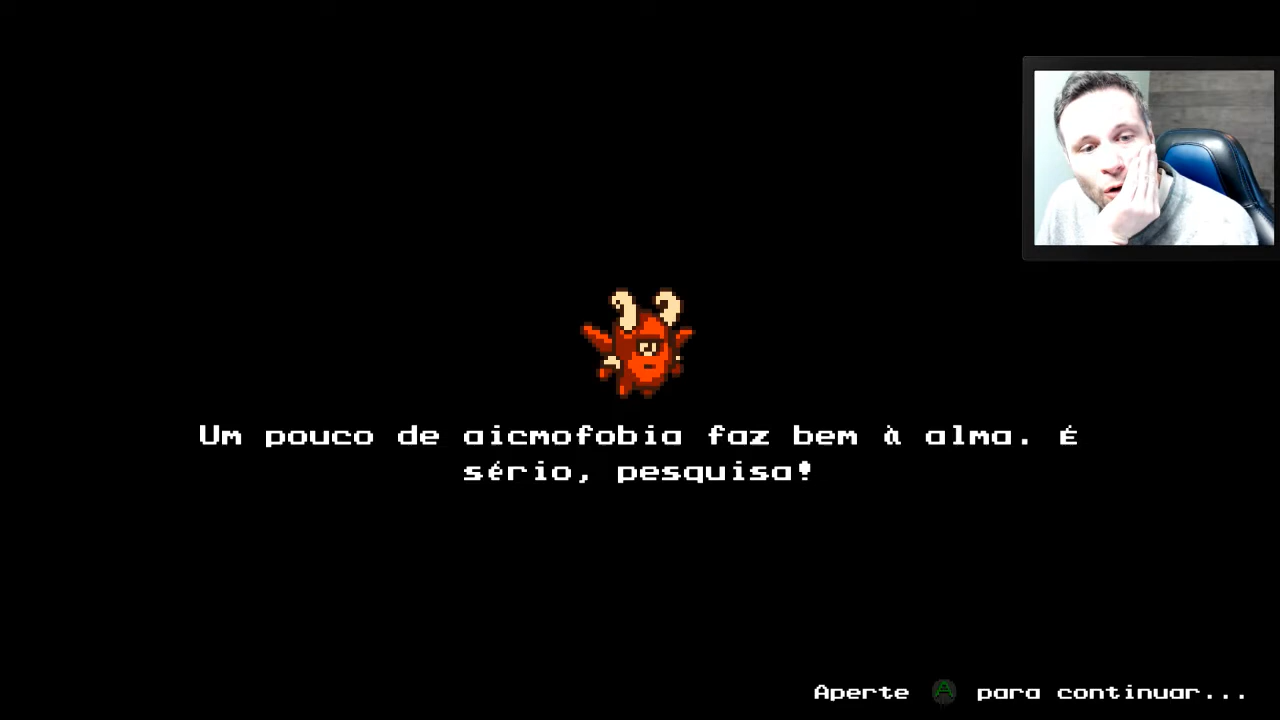 Um pouco de aicmofobia faz bem à alma. É
sério, pesquisa!
Aperte A para continuar...